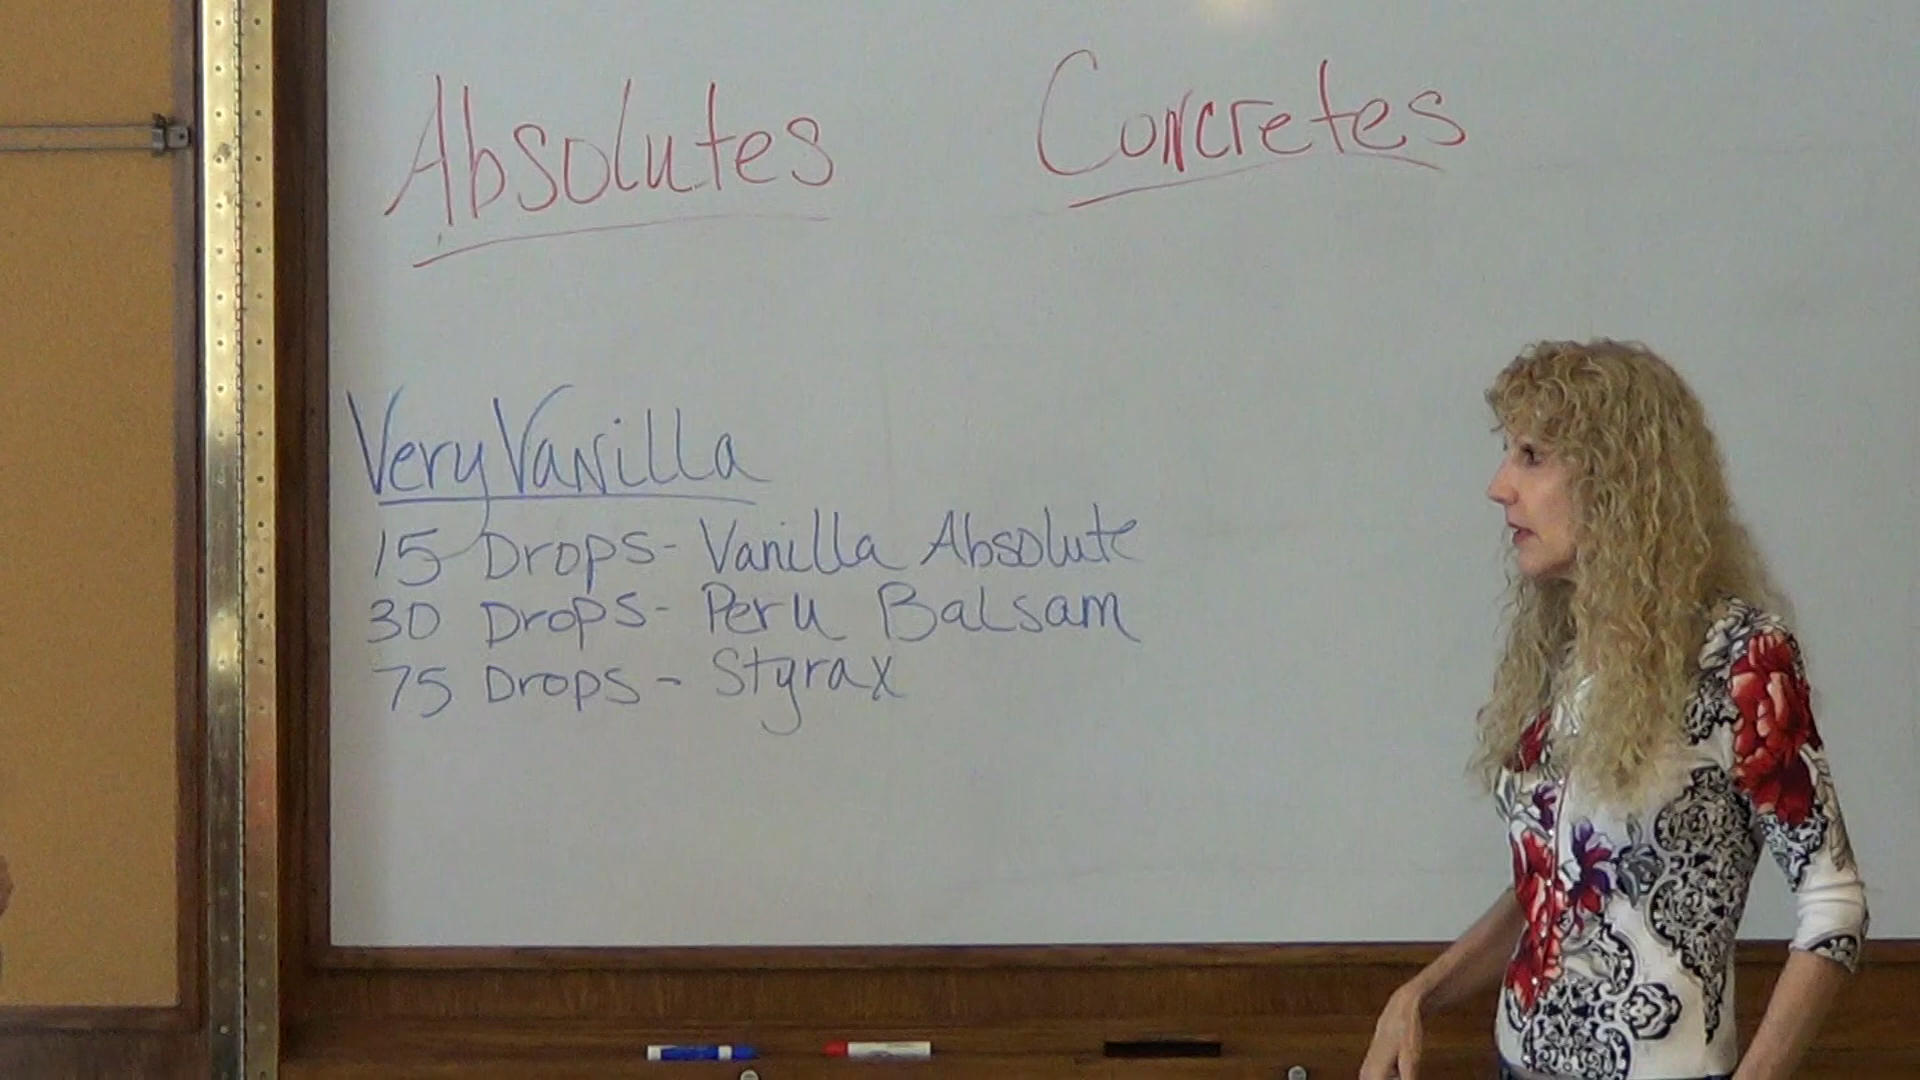 Absolutes Concretes
Very Vanilla
15 Drops- Vanilla Absolute
30 Drops- Peru Balsam
75 Drops - Styrax